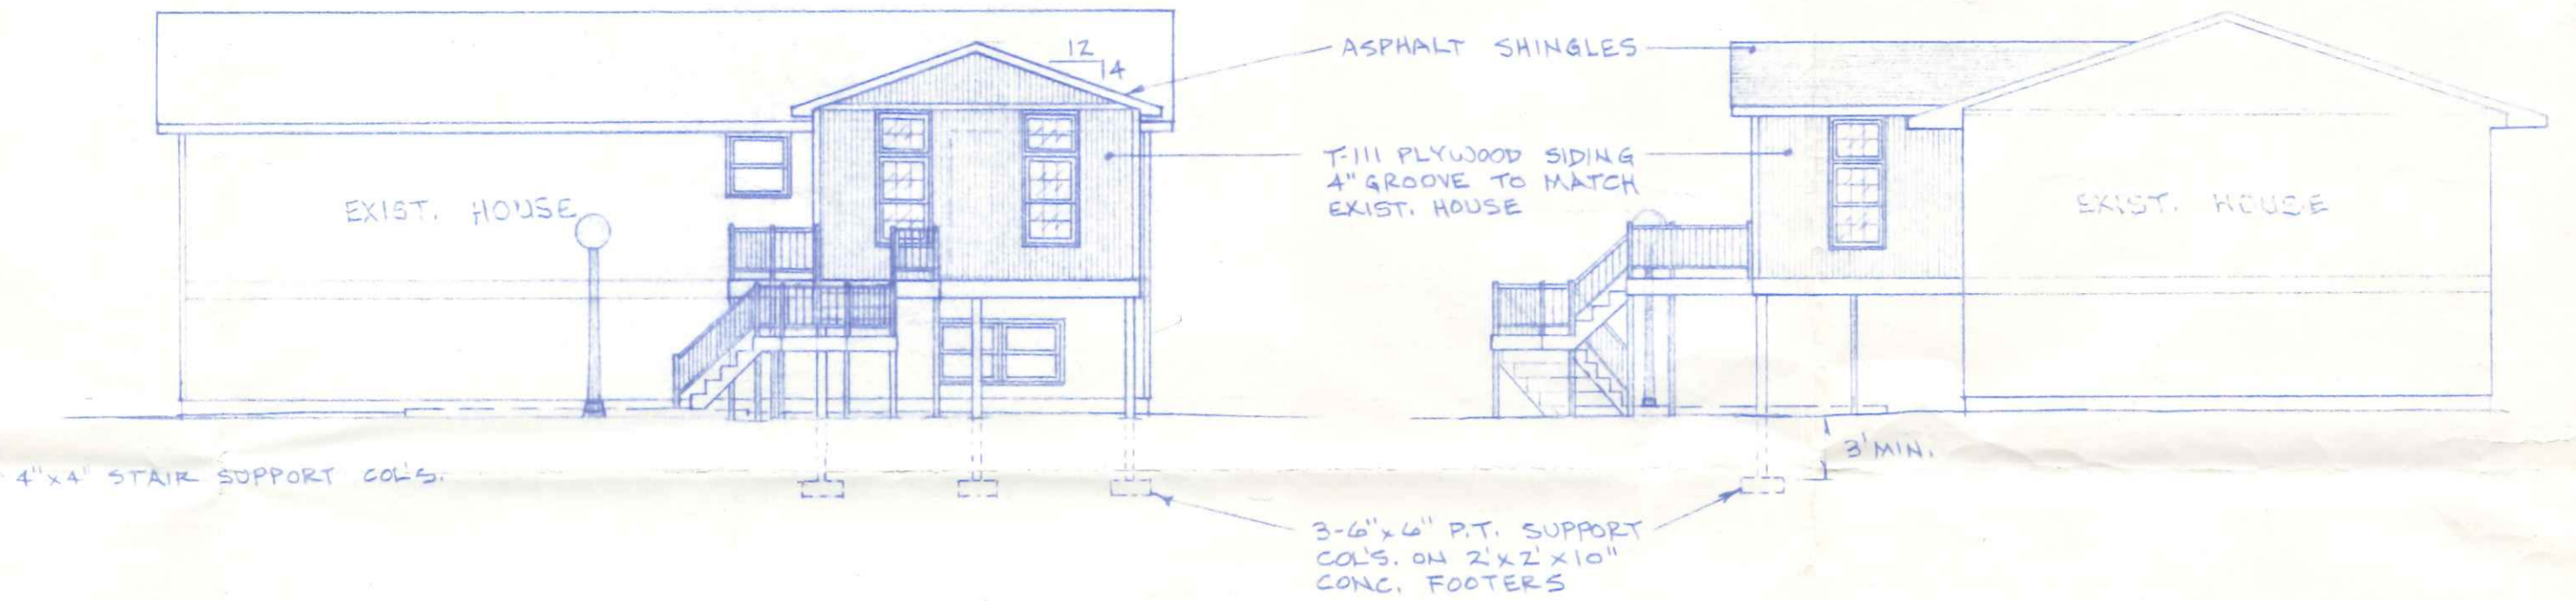 12
4
ASPHALT SHINGLES
T-111 PLYWOOD SIDING
4" GROOVE TO MATCH
EXIST. HOUSE
EXIST. HOUSE
EXIST. HOUSE
3' MIN.
4"x4" STAIR SUPPORT COL'S.
3-6"x6" P.T. SUPPORT
COL'S. ON 2'x2'x10"
CONC. FOOTERS